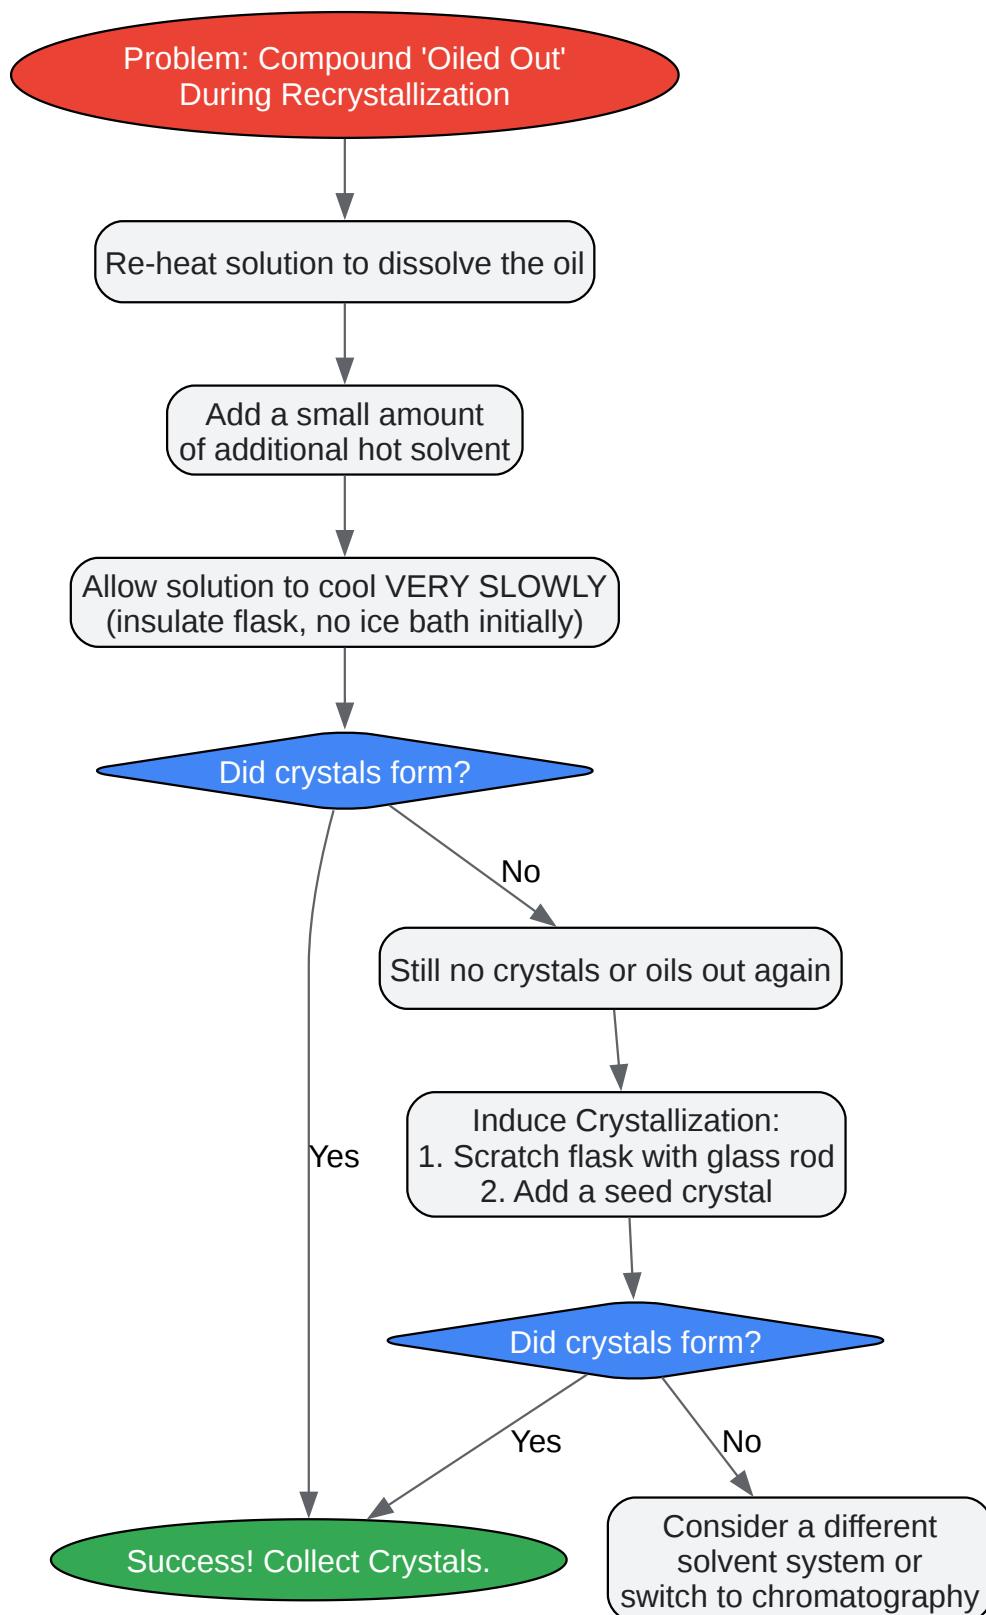 Problem: Compound 'Oiled Out'
During Recrystallization
Re-heat solution to dissolve the oil
Add a small amount
of additional hot solvent
Allow solution to cool VERY SLOWLY
(insulate flask, no ice bath initially)
Did crystals form?
No
Still no crystals or oils out again
Induce Crystallization:
1. Scratch flask with glass rod
2. Add a seed crystal
Yes
Did crystals form?
Yes
No
Success! Collect Crystals.
Consider a different
solvent system or
switch to chromatography